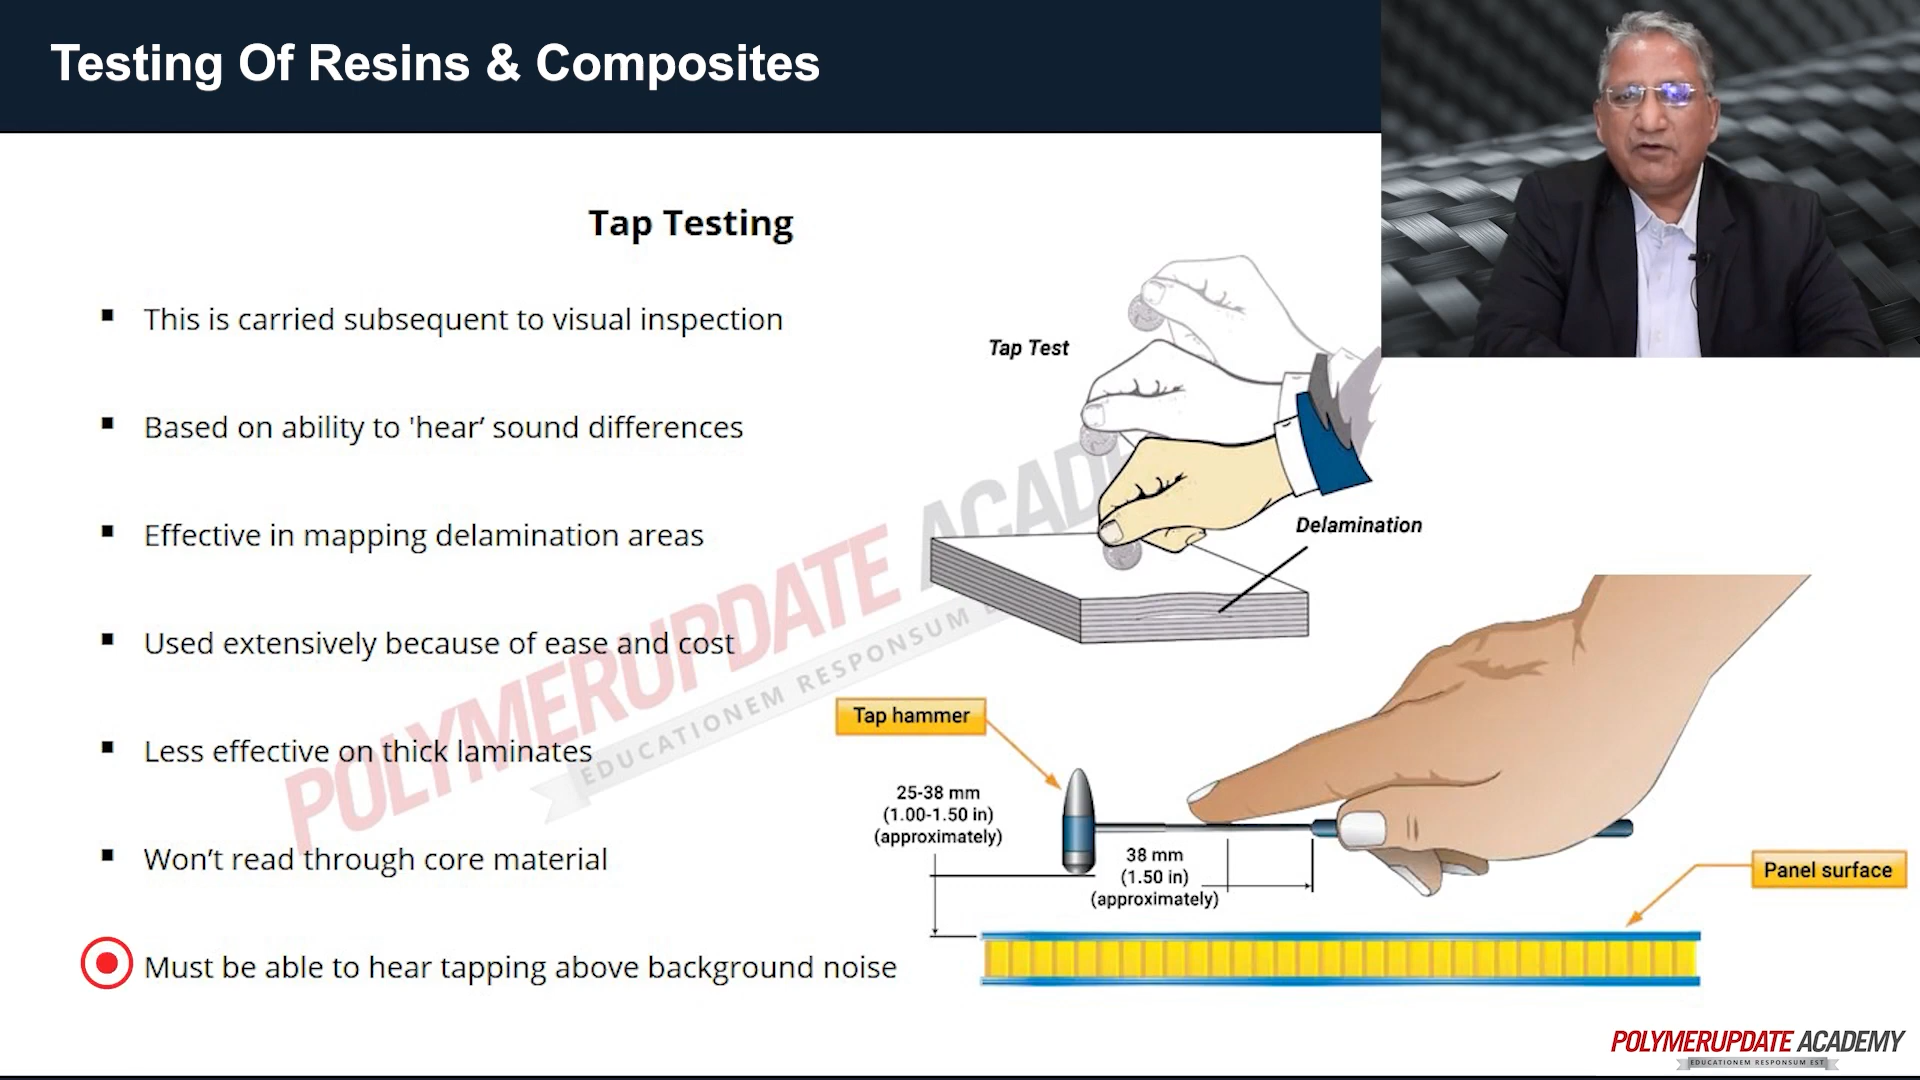 Testing Of Resins & Composites
Tap Testing
This is carried subsequent to visual inspection
Based on ability to 'hear’ sound differences
Effective in mapping delamination areas
Used extensively because of ease and cost
Less effective on thick laminates
Won’t read through core material
Must be able to hear tapping above background noise
Tap Test
Delamination
Tap hammer
25-38 mm
(1.00-1.50 in)
(approximately)
38 mm
(1.50 in)
(approximately)
Panel surface
POLYMERUPDATE ACAD
EDUCATIONEM RESPONSUM
POLYMERUPDATE ACADEMY
EDUCATIONEM RESPONSUM EST